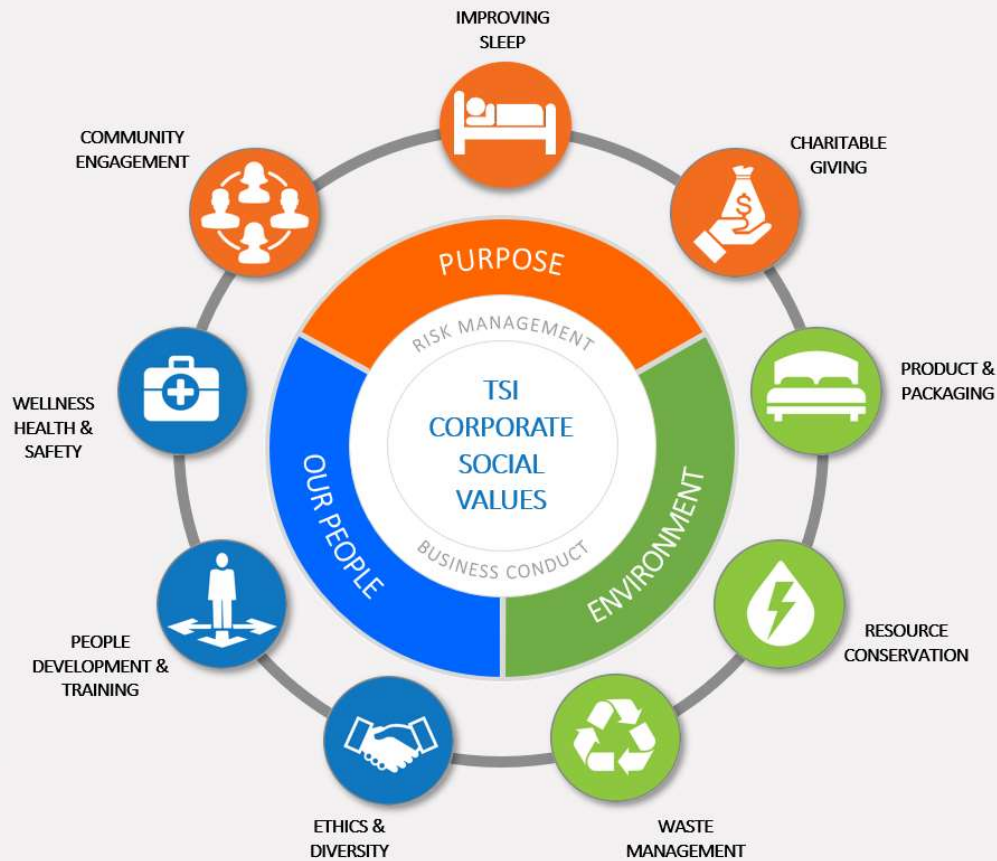 IMPROVING
SLEEP
COMMUNITY
ENGAGEMENT
CHARITABLE
GIVING
$
PURPOSE
RISK MANAGEMENT
TSI
CORPORATE
SOCIAL
VALUES
BUSINESS CONDUCT
OUR PEOPLE
ENVIRONMENT
PRODUCT &
PACKAGING
WELLNESS
HEALTH &
SAFETY
RESOURCE
CONSERVATION
PEOPLE
DEVELOPMENT &
TRAINING
ETHICS &
DIVERSITY
WASTE
MANAGEMENT